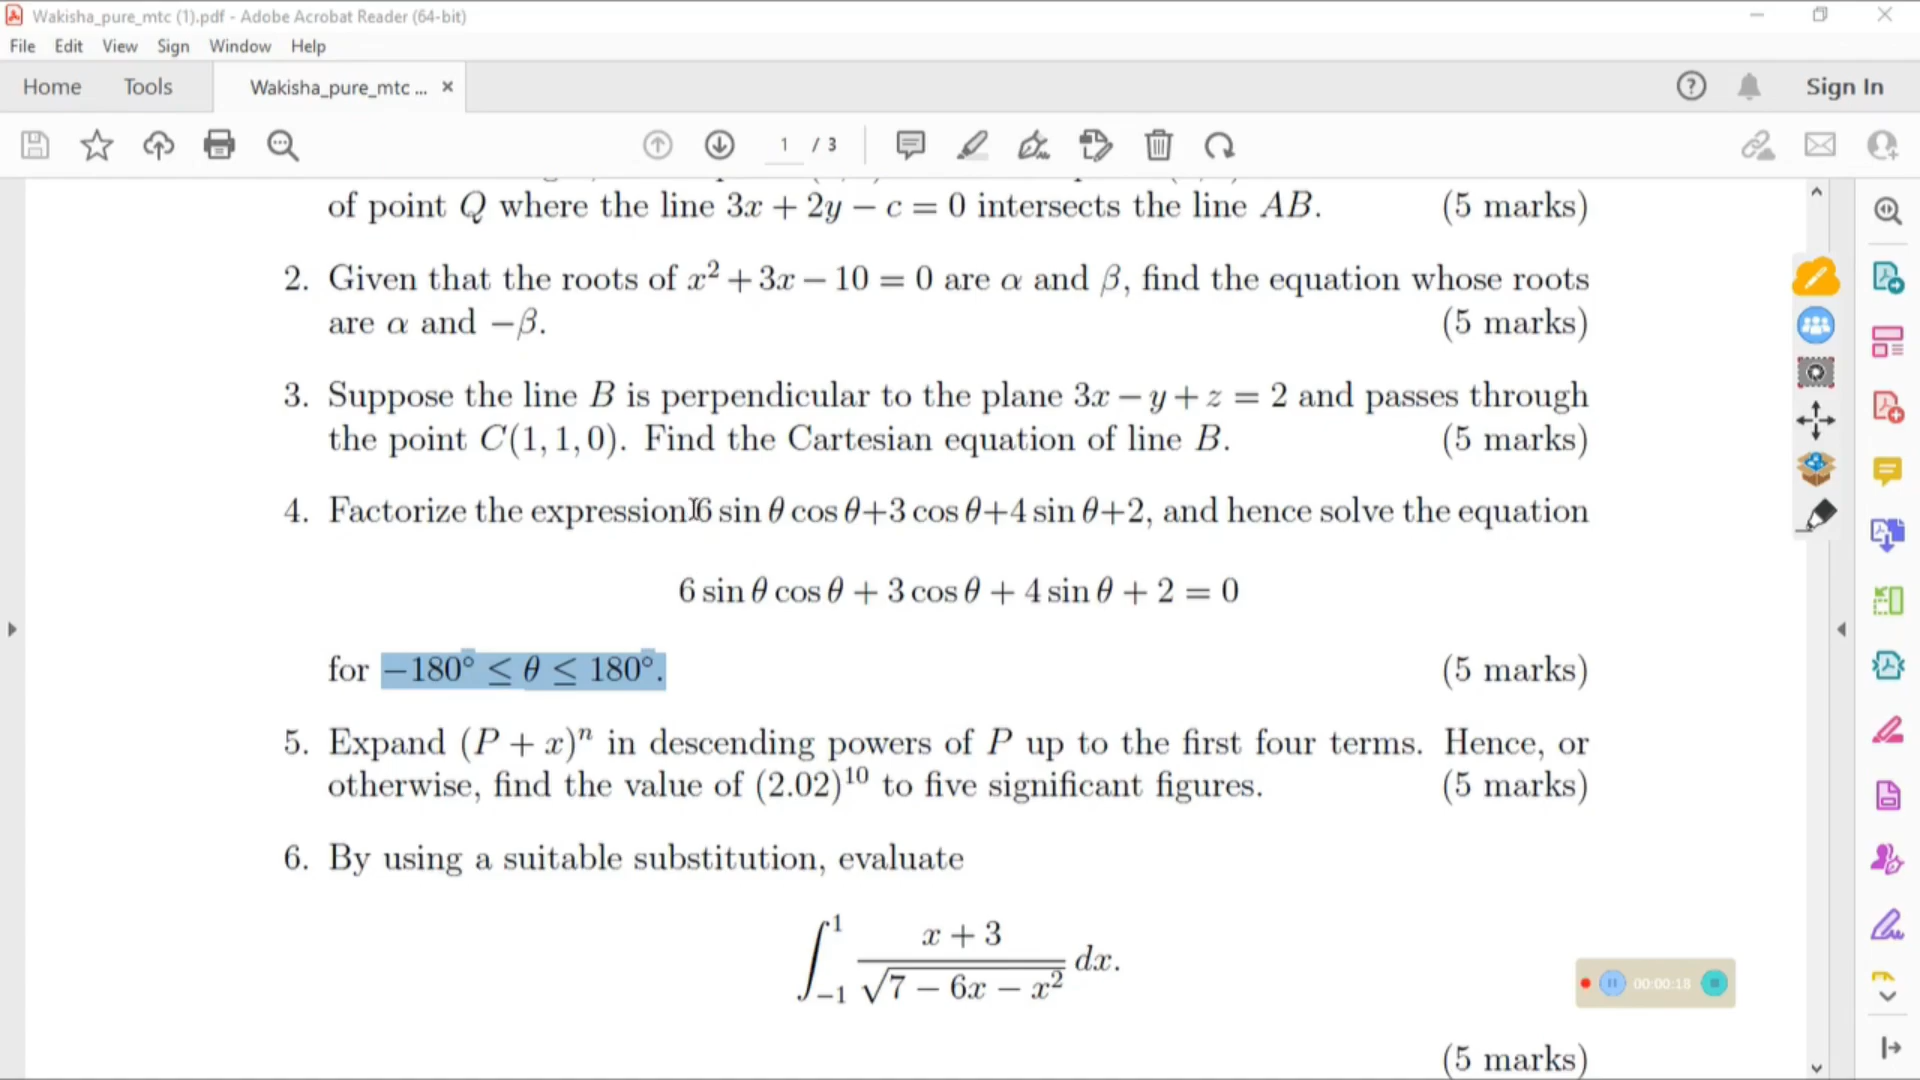 Wakisha_pure_mtc (1).pdf - Adobe Acrobat Reader (64-bit)
File Edit View Sign Window Help
Home Tools Wakisha_pure_mtc ... × Sign In
1 / 3
of point Q where the line 3x + 2y − c = 0 intersects the line AB. (5 marks)
2. Given that the roots of x² + 3x − 10 = 0 are α and β, find the equation whose roots
are α and −β. (5 marks)
3. Suppose the line B is perpendicular to the plane 3x − y + z = 2 and passes through
the point C(1, 1, 0). Find the Cartesian equation of line B. (5 marks)
4. Factorize the expression 6 sin θ cos θ+3 cos θ+4 sin θ+2, and hence solve the equation
6 sin θ cos θ + 3 cos θ + 4 sin θ + 2 = 0
for −180° ≤ θ ≤ 180°. (5 marks)
5. Expand (P + x)ⁿ in descending powers of P up to the first four terms. Hence, or
otherwise, find the value of (2.02)¹⁰ to five significant figures. (5 marks)
6. By using a suitable substitution, evaluate
∫₋₁¹ (x + 3)/√(7 − 6x − x²) dx.
00:00:18
(5 marks)